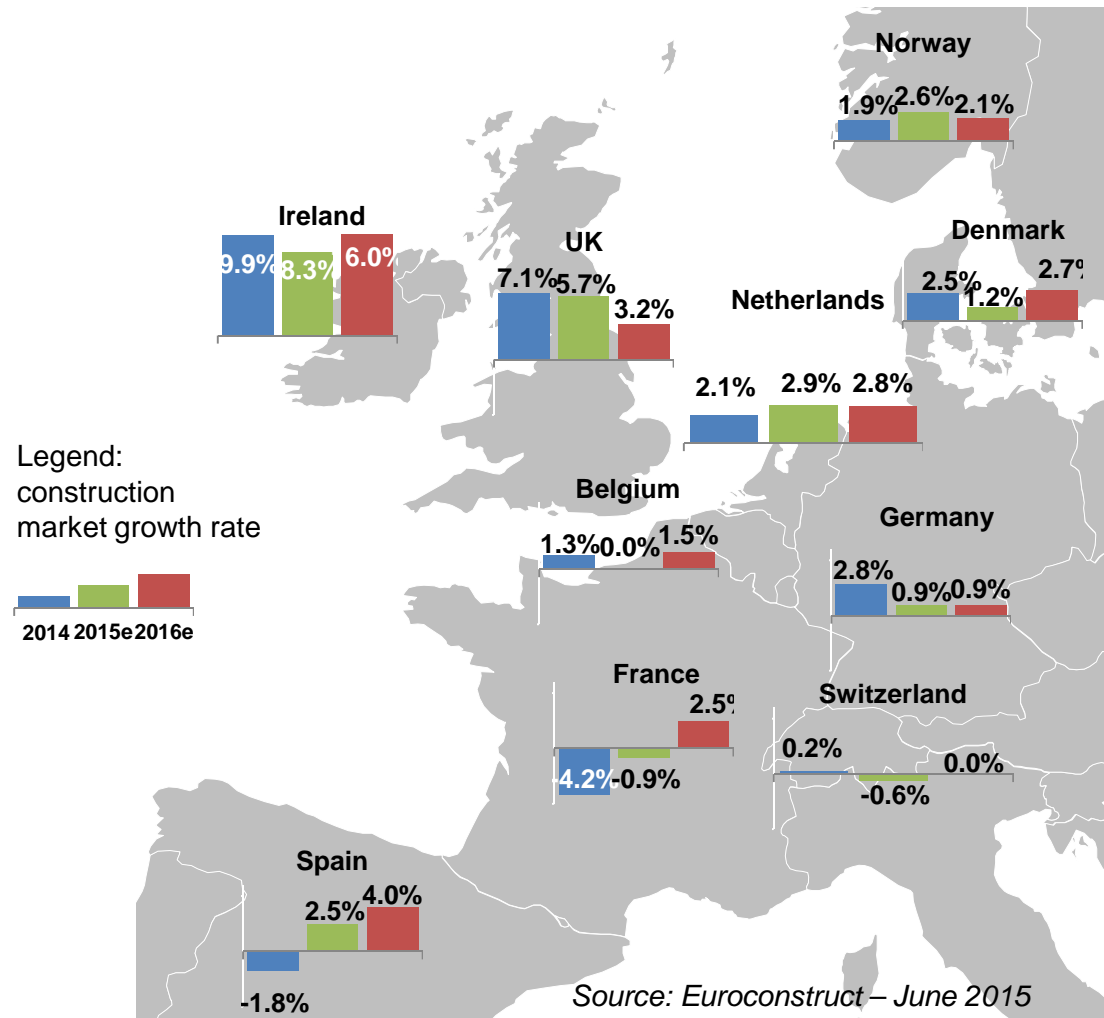 Norway
1.9% 2.6% 2.1%
Ireland
9.9% 8.3% 6.0%
UK
7.1% 5.7% 3.2%
Denmark
2.5% 1.2% 2.7%
Netherlands
2.1% 2.9% 2.8%
Legend:
construction
market growth rate
2014 2015e 2016e
Belgium
1.3% 0.0% 1.5%
Germany
2.8% 0.9% 0.9%
France
-4.2% -0.9% 2.5%
Switzerland
0.2% -0.6% 0.0%
Spain
-1.8% 2.5% 4.0%
Source: Euroconstruct – June 2015